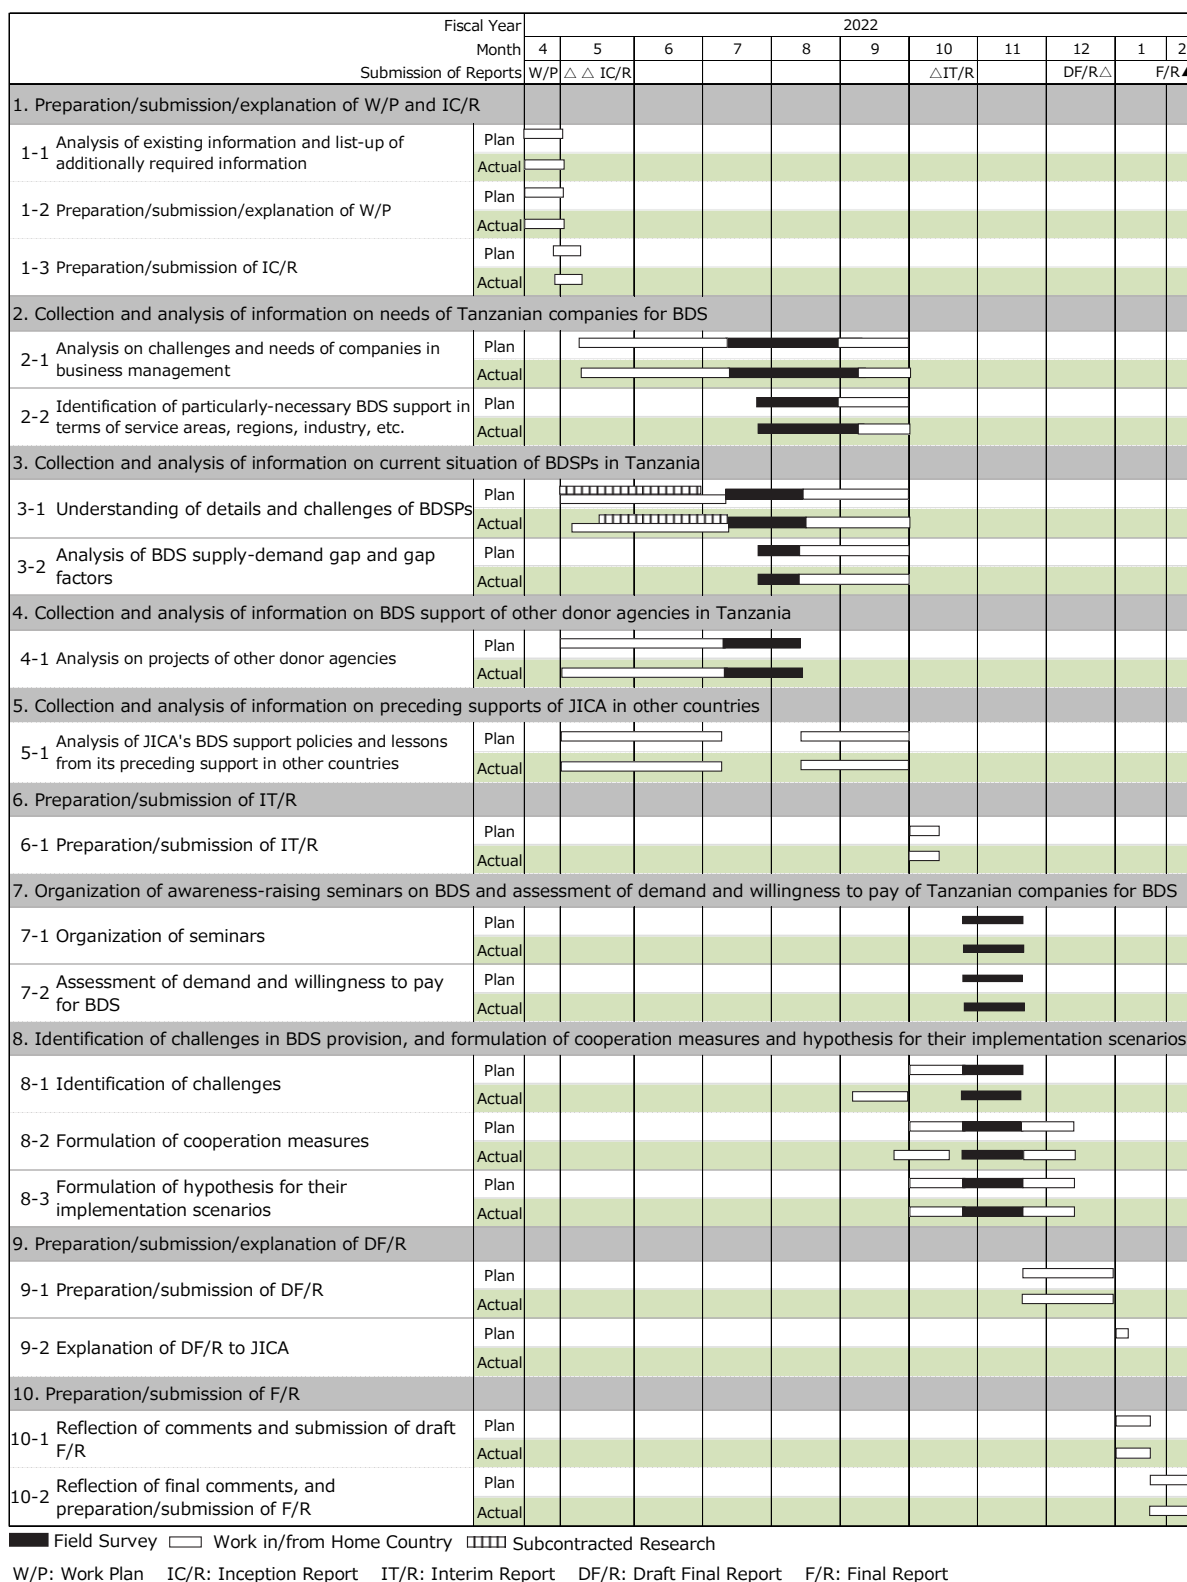 Fiscal Year 2022
Month 4 5 6 7 8 9 10 11 12 1 2
Submission of Reports W/P △ △ IC/R △IT/R DF/R△ F/R▲
1. Preparation/submission/explanation of W/P and IC/R
1-1 Analysis of existing information and list-up of
additionally required information
Plan
Actual
1-2 Preparation/submission/explanation of W/P
Plan
Actual
1-3 Preparation/submission of IC/R
Plan
Actual
2. Collection and analysis of information on needs of Tanzanian companies for BDS
2-1 Analysis on challenges and needs of companies in
business management
Plan
Actual
2-2 Identification of particularly-necessary BDS support in
terms of service areas, regions, industry, etc.
Plan
Actual
3. Collection and analysis of information on current situation of BDSPs in Tanzania
3-1 Understanding of details and challenges of BDSPs
Plan
Actual
3-2 Analysis of BDS supply-demand gap and gap
factors
Plan
Actual
4. Collection and analysis of information on BDS support of other donor agencies in Tanzania
4-1 Analysis on projects of other donor agencies
Plan
Actual
5. Collection and analysis of information on preceding supports of JICA in other countries
5-1 Analysis of JICA's BDS support policies and lessons
from its preceding support in other countries
Plan
Actual
6. Preparation/submission of IT/R
6-1 Preparation/submission of IT/R
Plan
Actual
7. Organization of awareness-raising seminars on BDS and assessment of demand and willingness to pay of Tanzanian companies for BDS
7-1 Organization of seminars
Plan
Actual
7-2 Assessment of demand and willingness to pay
for BDS
Plan
Actual
8. Identification of challenges in BDS provision, and formulation of cooperation measures and hypothesis for their implementation scenarios
8-1 Identification of challenges
Plan
Actual
8-2 Formulation of cooperation measures
Plan
Actual
8-3 Formulation of hypothesis for their
implementation scenarios
Plan
Actual
9. Preparation/submission/explanation of DF/R
9-1 Preparation/submission of DF/R
Plan
Actual
9-2 Explanation of DF/R to JICA
Plan
Actual
10. Preparation/submission of F/R
10-1 Reflection of comments and submission of draft
F/R
Plan
Actual
10-2 Reflection of final comments, and
preparation/submission of F/R
Plan
Actual
Field Survey Work in/from Home Country Subcontracted Research
W/P: Work Plan IC/R: Inception Report IT/R: Interim Report DF/R: Draft Final Report F/R: Final Report